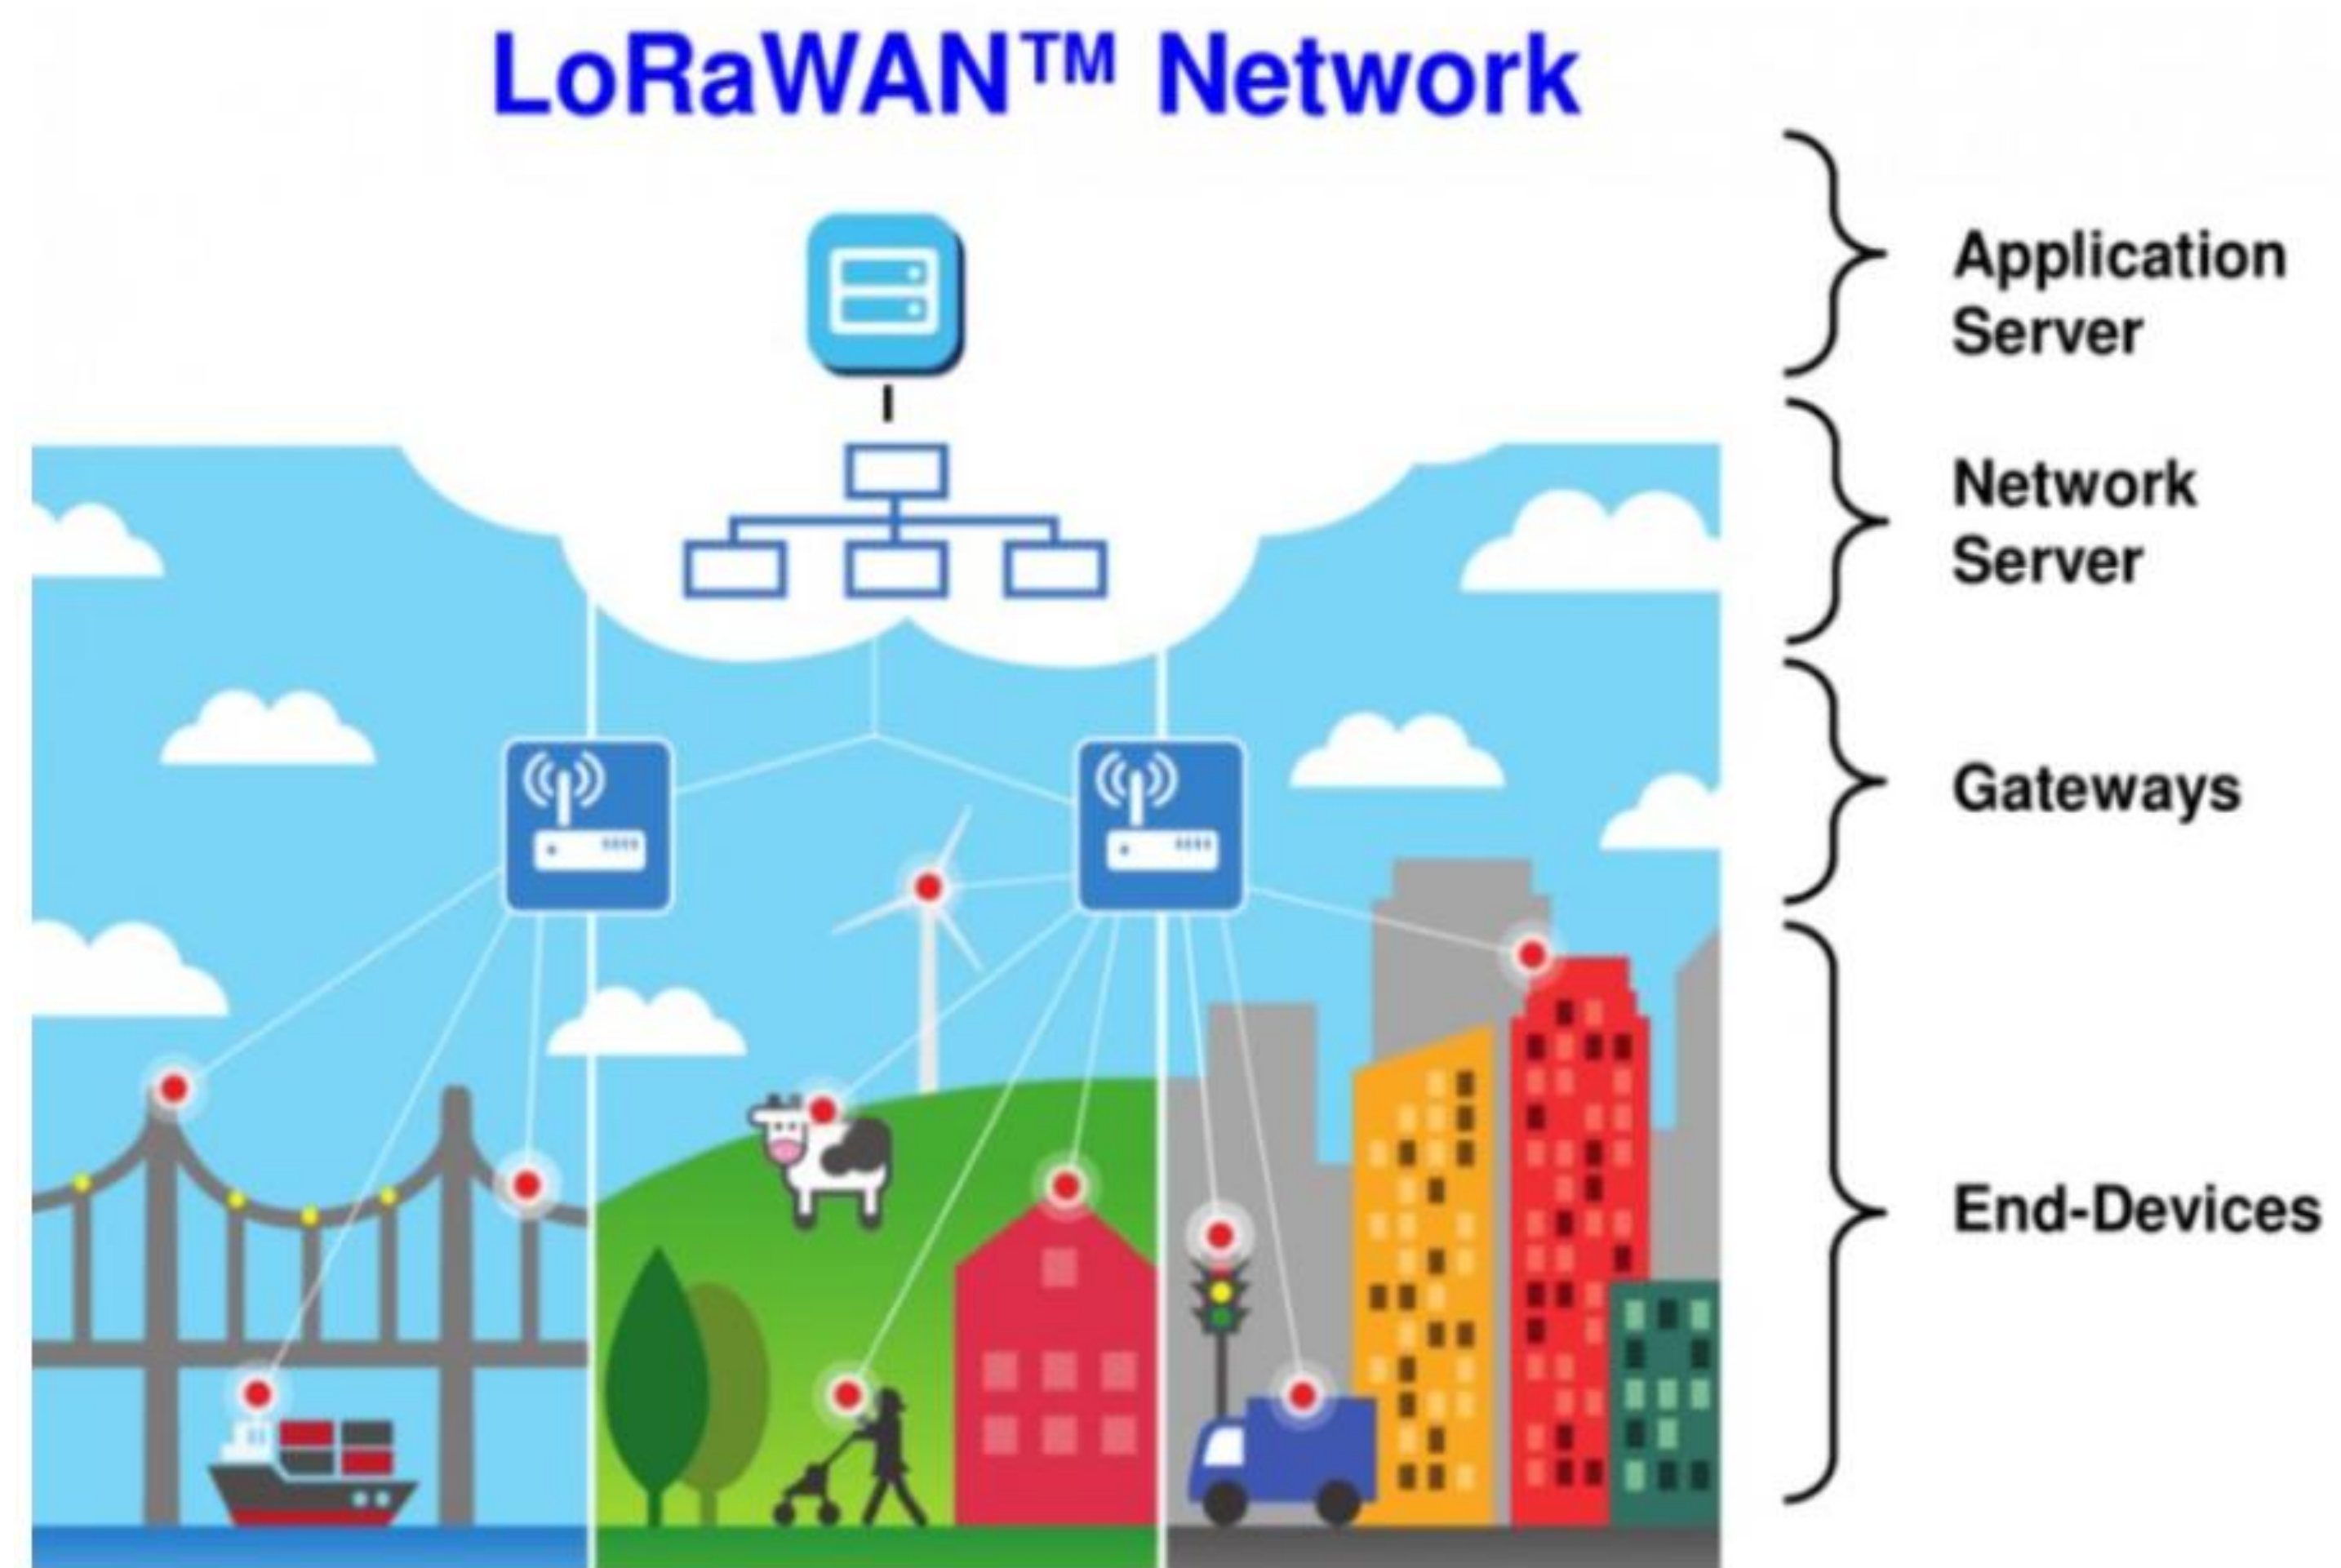 LoRaWAN™ Network
Application
Server
Network
Server
Gateways
End-Devices